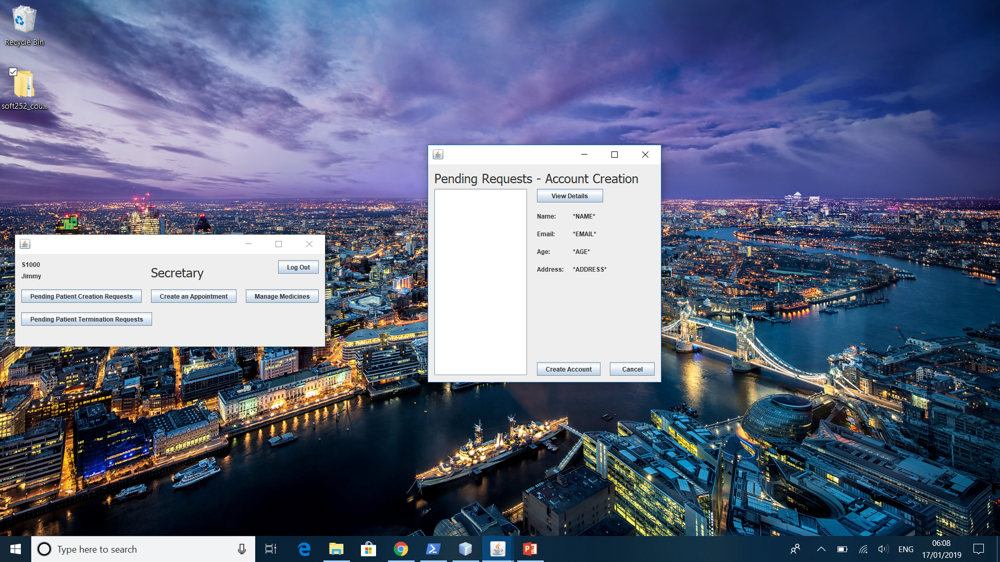 Recycle Bin
soft252_cou...
S1000
Jimmy
Secretary
Log Out
Pending Patient Creation Requests
Create an Appointment
Manage Medicines
Pending Patient Termination Requests
Pending Requests - Account Creation
View Details
Name: *NAME*
Email: *EMAIL*
Age: *AGE*
Address: *ADDRESS*
Create Account
Cancel
Type here to search
ENG
06:08
17/01/2019